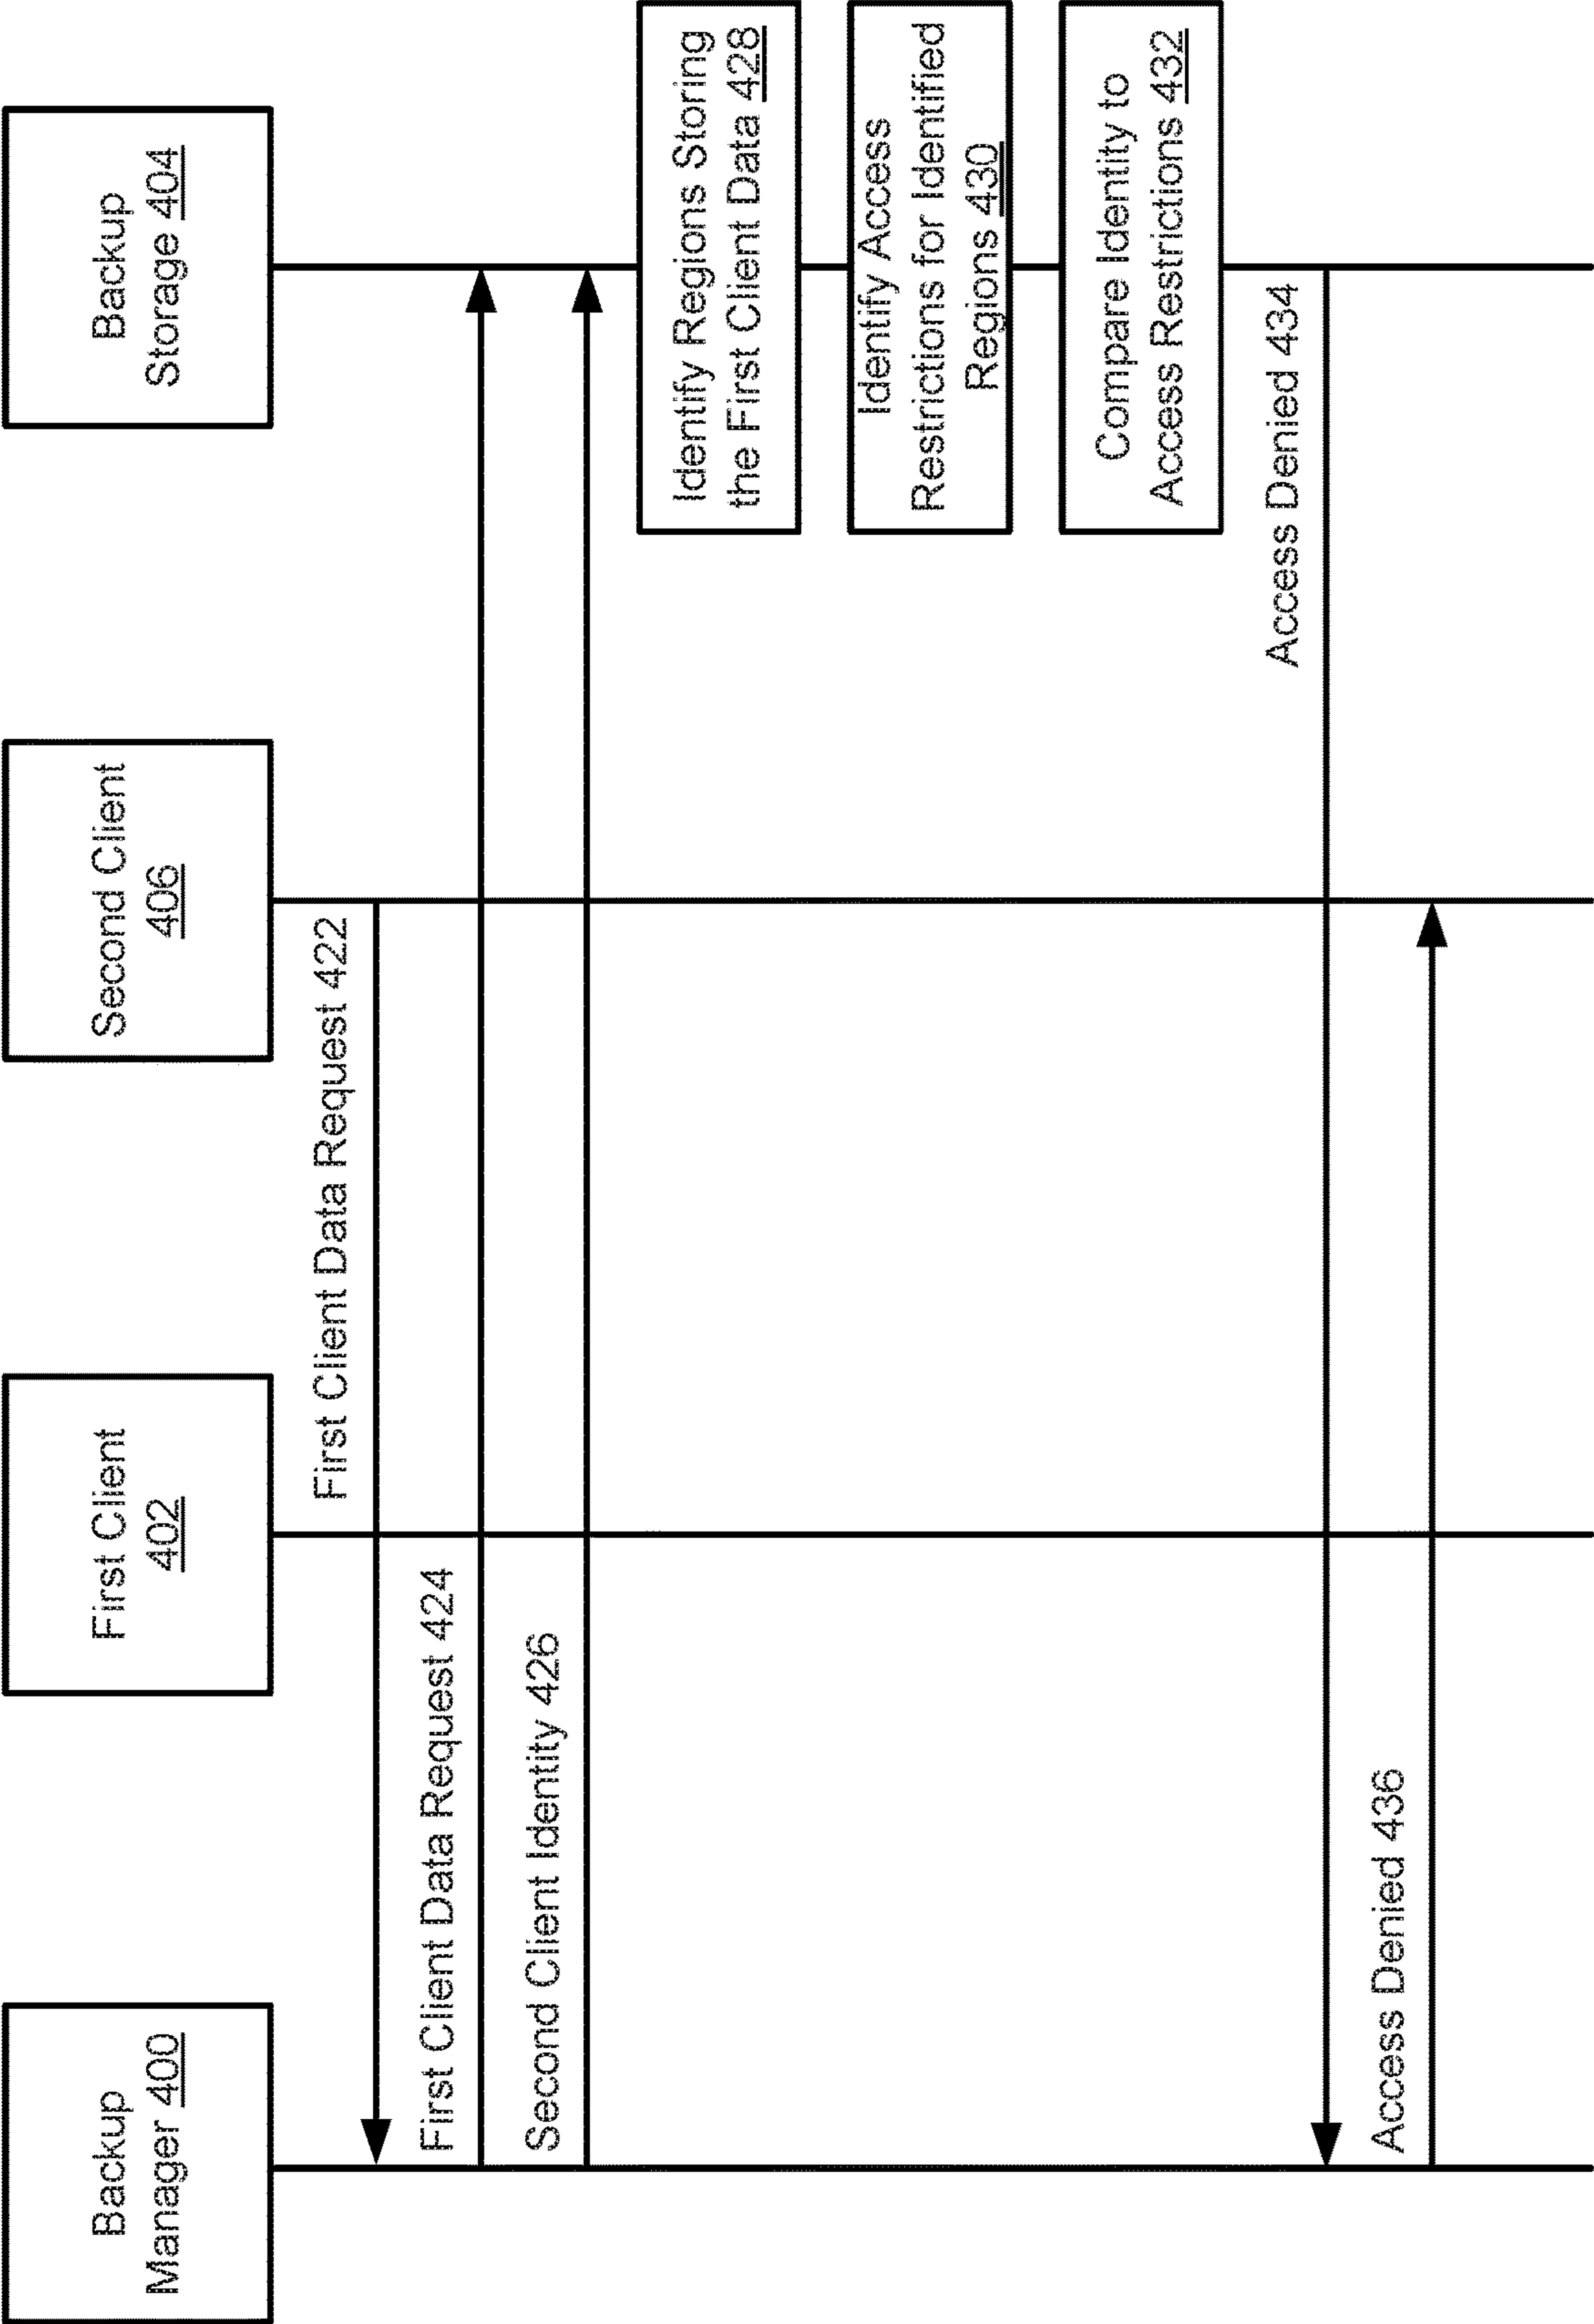 Backup
Manager 400
First Client
402
Second Client
406
Backup
Storage 404
First Client Data Request 422
First Client Data Request 424
Second Client Identity 426
Identify Regions Storing
the First Client Data 428
Identify Access
Restrictions for Identified
Regions 430
Compare Identity to
Access Restrictions 432
Access Denied 434
Access Denied 436